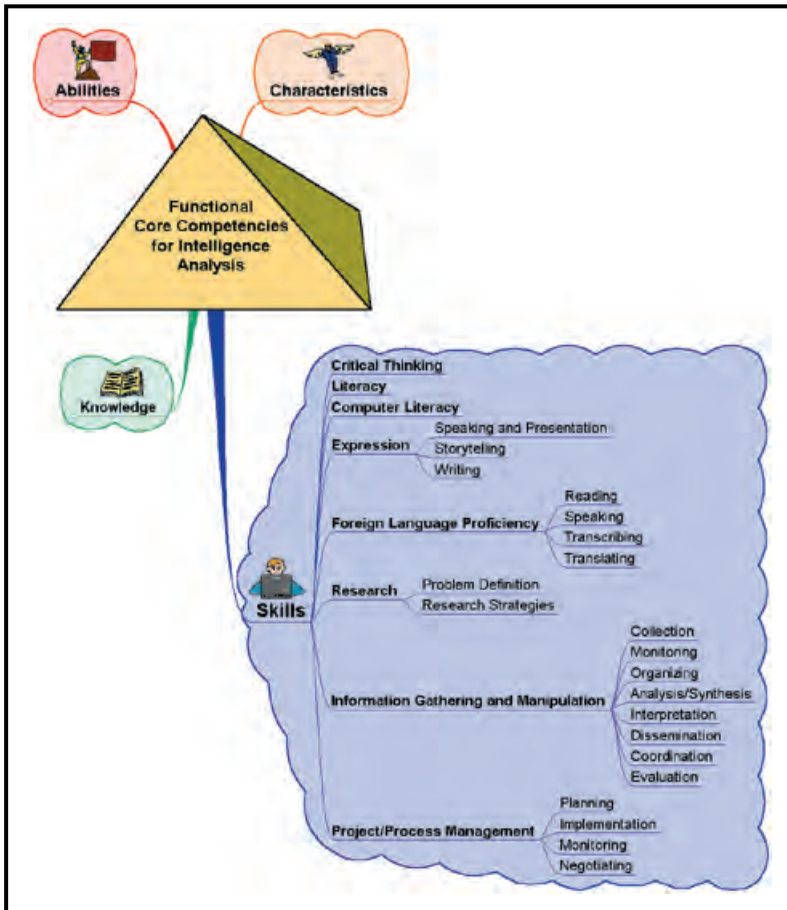 Abilities
Characteristics
Functional
Core Competencies
for Intelligence
Analysis
Knowledge
Skills
Critical Thinking
Literacy
Computer Literacy
Expression
Speaking and Presentation
Storytelling
Writing
Foreign Language Proficiency
Reading
Speaking
Transcribing
Translating
Research
Problem Definition
Research Strategies
Information Gathering and Manipulation
Collection
Monitoring
Organizing
Analysis/Synthesis
Interpretation
Dissemination
Coordination
Evaluation
Project/Process Management
Planning
Implementation
Monitoring
Negotiating